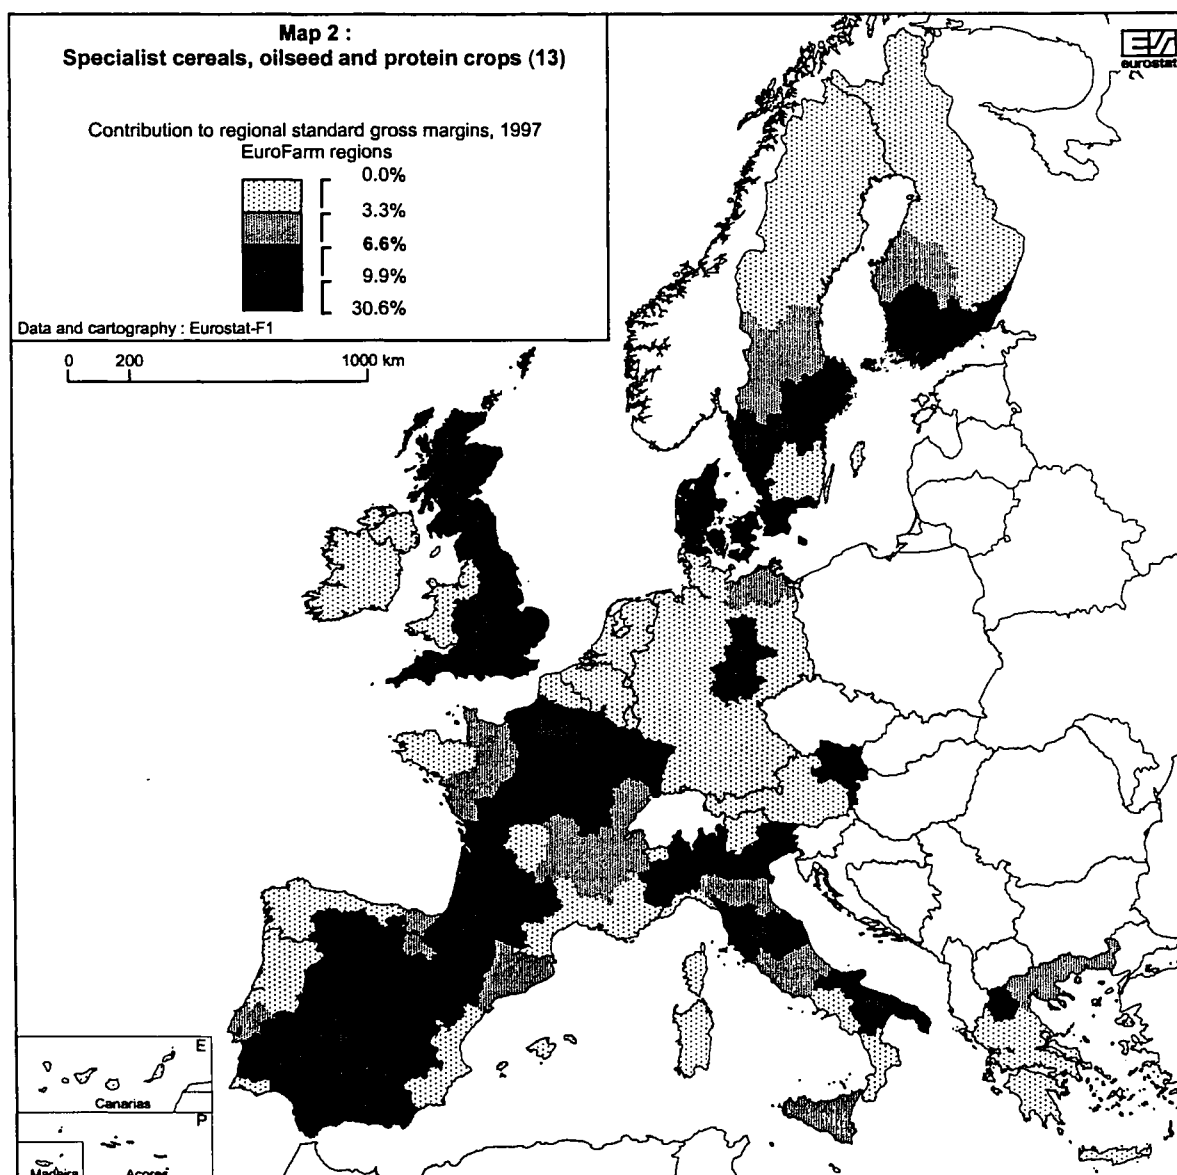 Map 2 :
Specialist cereals, oilseed and protein crops (13)
Contribution to regional standard gross margins, 1997
EuroFarm regions
0.0%
3.3%
6.6%
9.9%
30.6%
Data and cartography : Eurostat-F1
eurostat
0 200 1000 km
E
Canarias
P
Madeira Açores